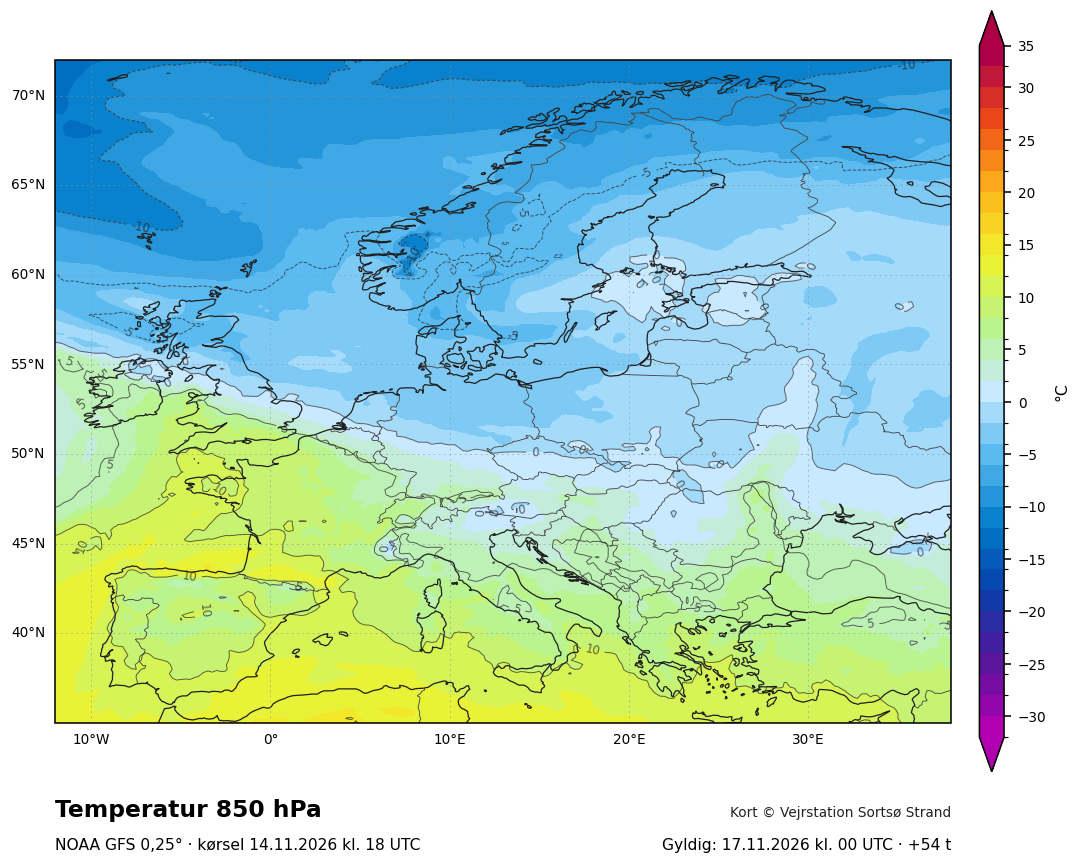 35
30
25
20
15
10
5
0
−5
−10
−15
−20
−25
−30
°C
70°N
65°N
60°N
55°N
50°N
45°N
40°N
10°W
0°
10°E
20°E
30°E
Temperatur 850 hPa
Kort © Vejrstation Sortsø Strand
NOAA GFS 0,25° · kørsel 14.11.2026 kl. 18 UTC
Gyldig: 17.11.2026 kl. 00 UTC · +54 t